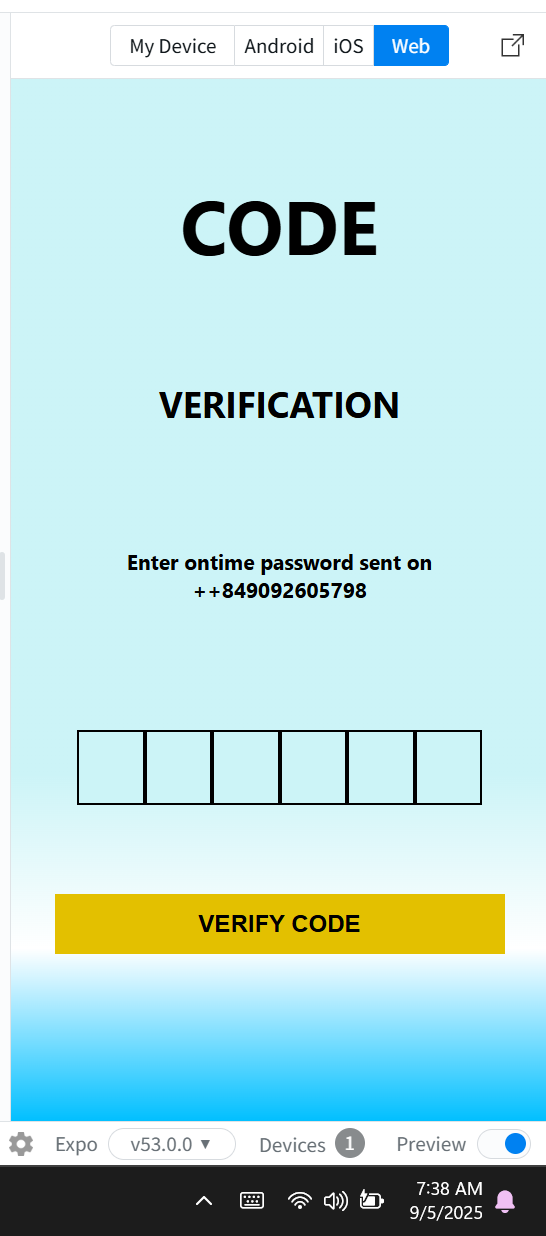 My Device Android iOS Web
CODE
VERIFICATION
Enter ontime password sent on
++849092605798
VERIFY CODE
Expo v53.0.0 ▼ Devices 1 Preview
7:38 AM
9/5/2025